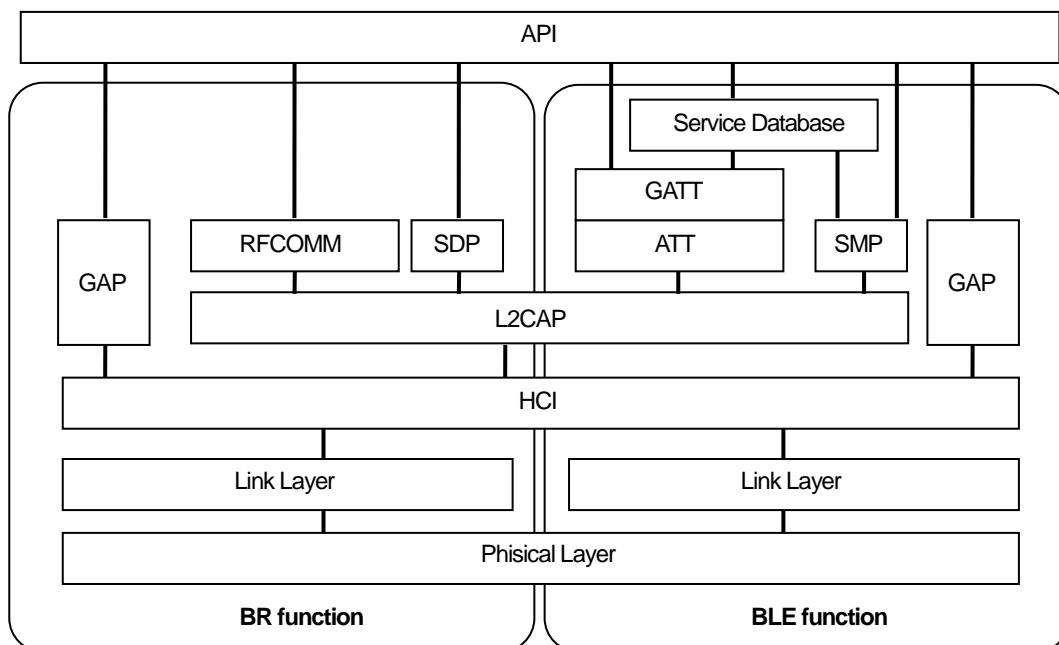 API
Service Database
GATT
RFCOMM
SDP
ATT
SMP
GAP
GAP
L2CAP
HCI
Link Layer
Link Layer
Phisical Layer
BR function
BLE function